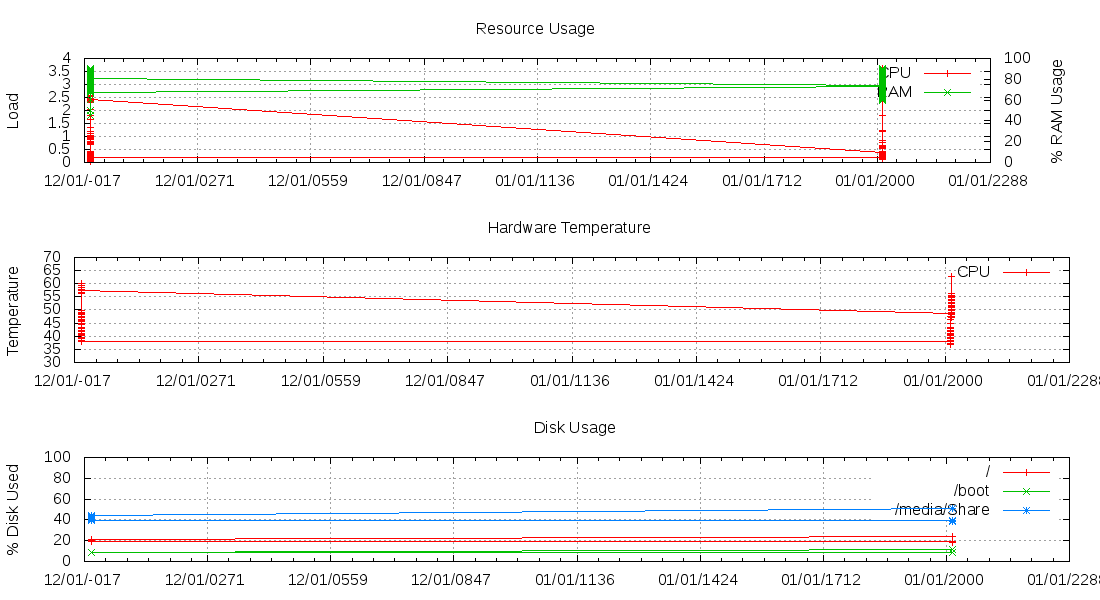 Resource Usage
4
3.5
3
2.5
2
1.5
1
0.5
0
Load
100
80
60
40
20
0
% RAM Usage
CPU
RAM
12/01/-017 12/01/0271 12/01/0559 12/01/0847 01/01/1136 01/01/1424 01/01/1712 01/01/2000 01/01/2288
Hardware Temperature
70
65
60
55
50
45
40
35
30
Temperature
CPU
12/01/-017 12/01/0271 12/01/0559 12/01/0847 01/01/1136 01/01/1424 01/01/1712 01/01/2000 01/01/2288
Disk Usage
100
80
60
40
20
0
% Disk Used
/
/boot
/media/Share
12/01/-017 12/01/0271 12/01/0559 12/01/0847 01/01/1136 01/01/1424 01/01/1712 01/01/2000 01/01/2288